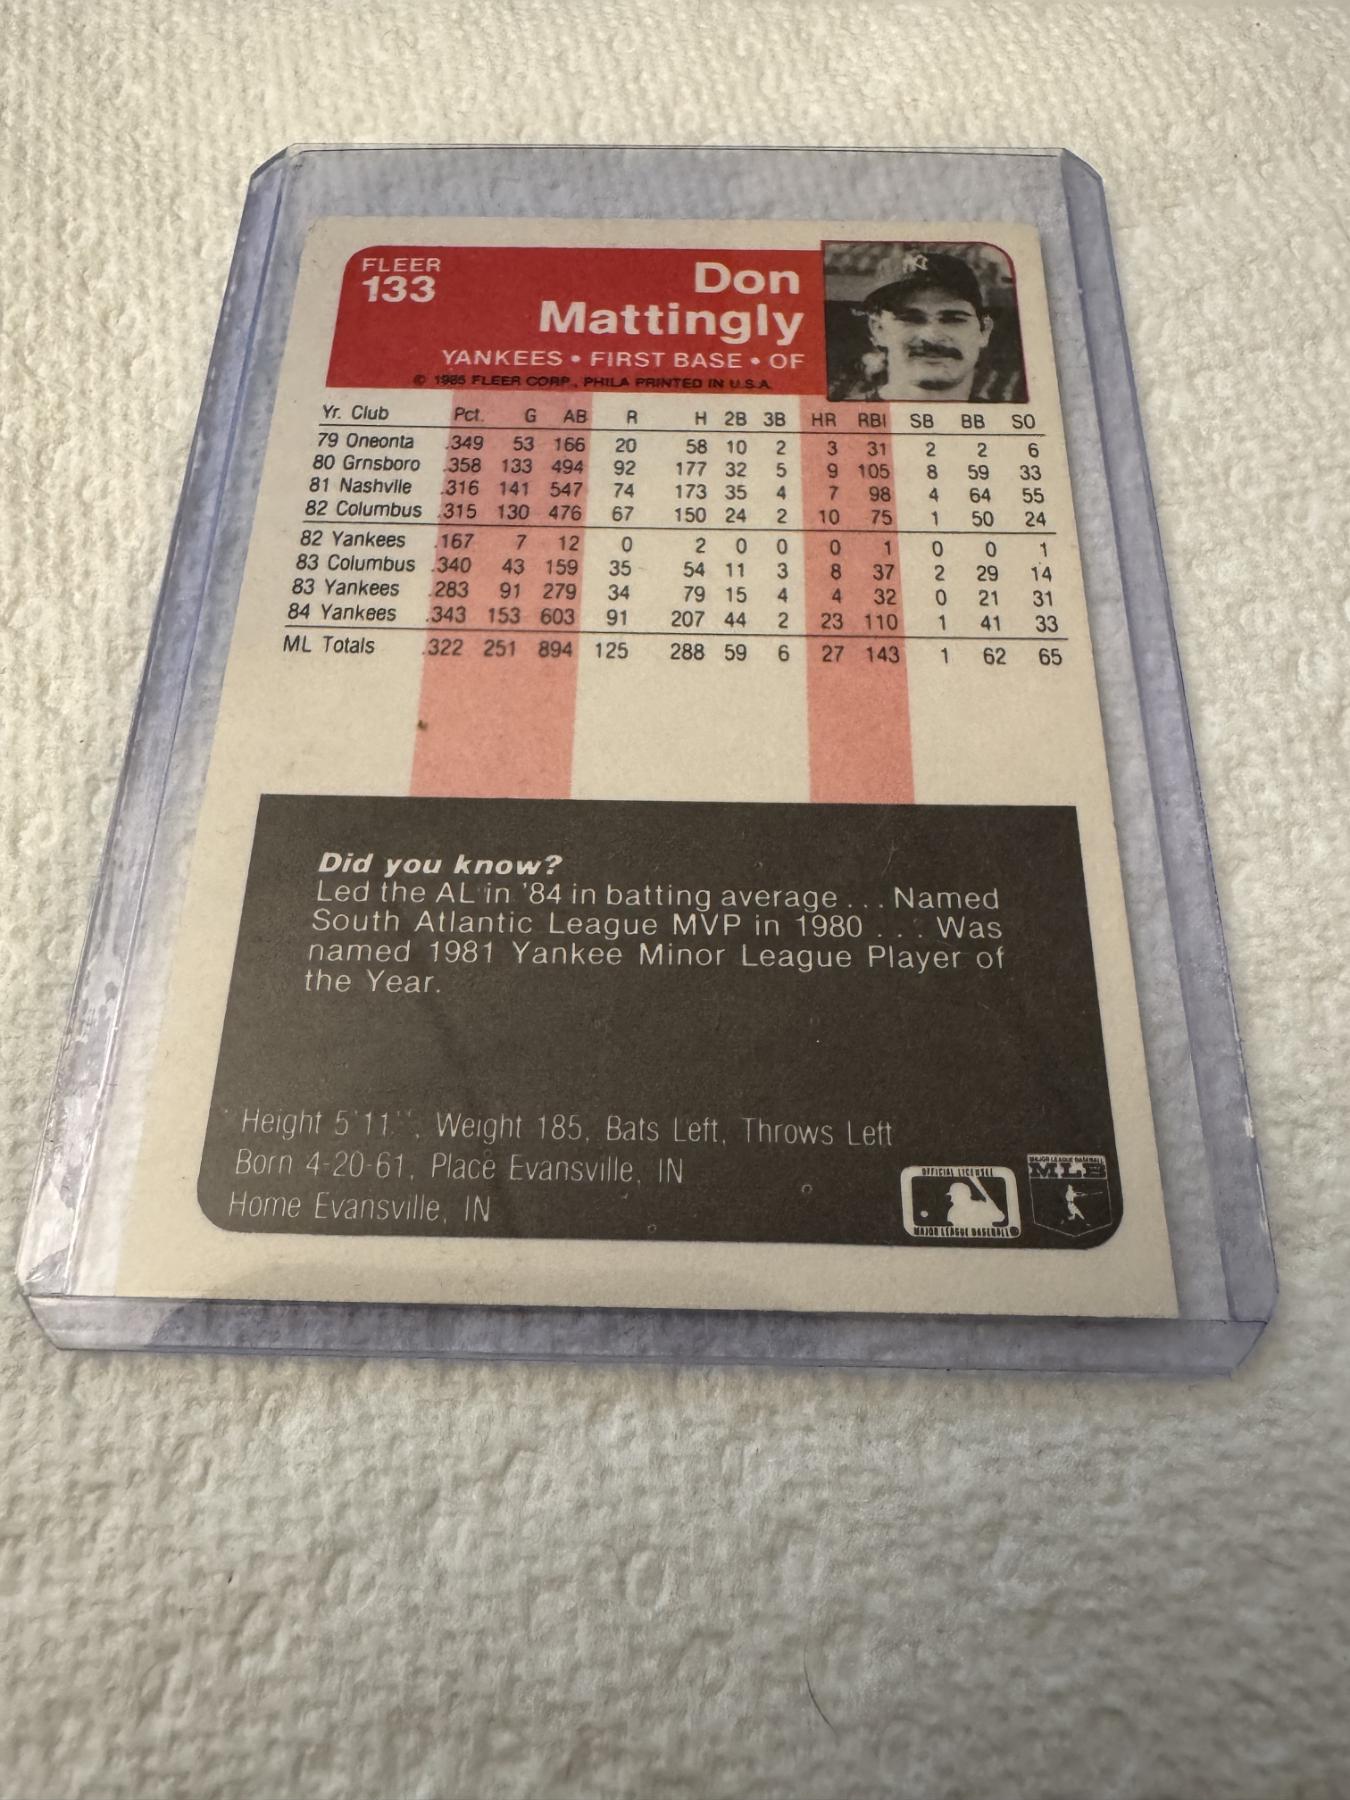 FLEER
133
Don
Mattingly
YANKEES • FIRST BASE • OF
© 1985 FLEER CORP., PHILA PRINTED IN U.S.A.
Yr. Club Pct. G AB R H 2B 3B HR RBI SB BB SO
79 Oneonta .349 53 166 20 58 10 2 3 31 2 2 6
80 Grnsboro .358 133 494 92 177 32 5 9 105 8 59 33
81 Nashvlle .316 141 547 74 173 35 4 7 98 4 64 55
82 Columbus .315 130 476 67 150 24 2 10 75 1 50 24
82 Yankees .167 7 12 0 2 0 0 0 1 0 0 1
83 Columbus .340 43 159 35 54 11 3 8 37 2 29 14
83 Yankees .283 91 279 34 79 15 4 4 32 0 21 31
84 Yankees .343 153 603 91 207 44 2 23 110 1 41 33
ML Totals .322 251 894 125 288 59 6 27 143 1 62 65
Did you know?
Led the AL in '84 in batting average . . . Named
South Atlantic League MVP in 1980 . . . Was
named 1981 Yankee Minor League Player of
the Year.
Height 5'11", Weight 185, Bats Left, Throws Left
Born 4-20-61, Place Evansville, IN
Home Evansville, IN
OFFICIAL LICENSEE
MAJOR LEAGUE BASEBALL®
MAJOR LEAGUE BASEBALL
MLB